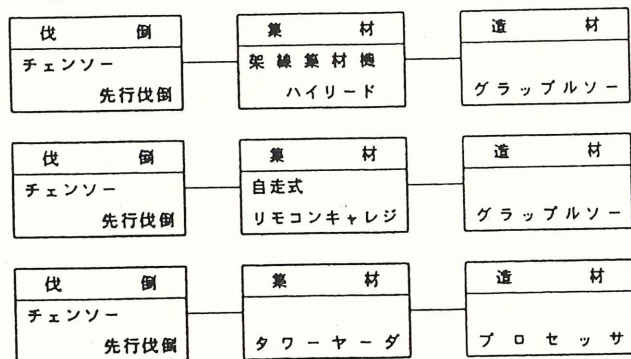 伐 倒
チェンソー
先行伐倒
集 材
架線集材機
ハイリード
造 材
グラップルソー
伐 倒
チェンソー
先行伐倒
集 材
自走式
リモコンキャレジ
造 材
グラップルソー
伐 倒
チェンソー
先行伐倒
集 材
タワーヤーダ
造 材
プロセッサ